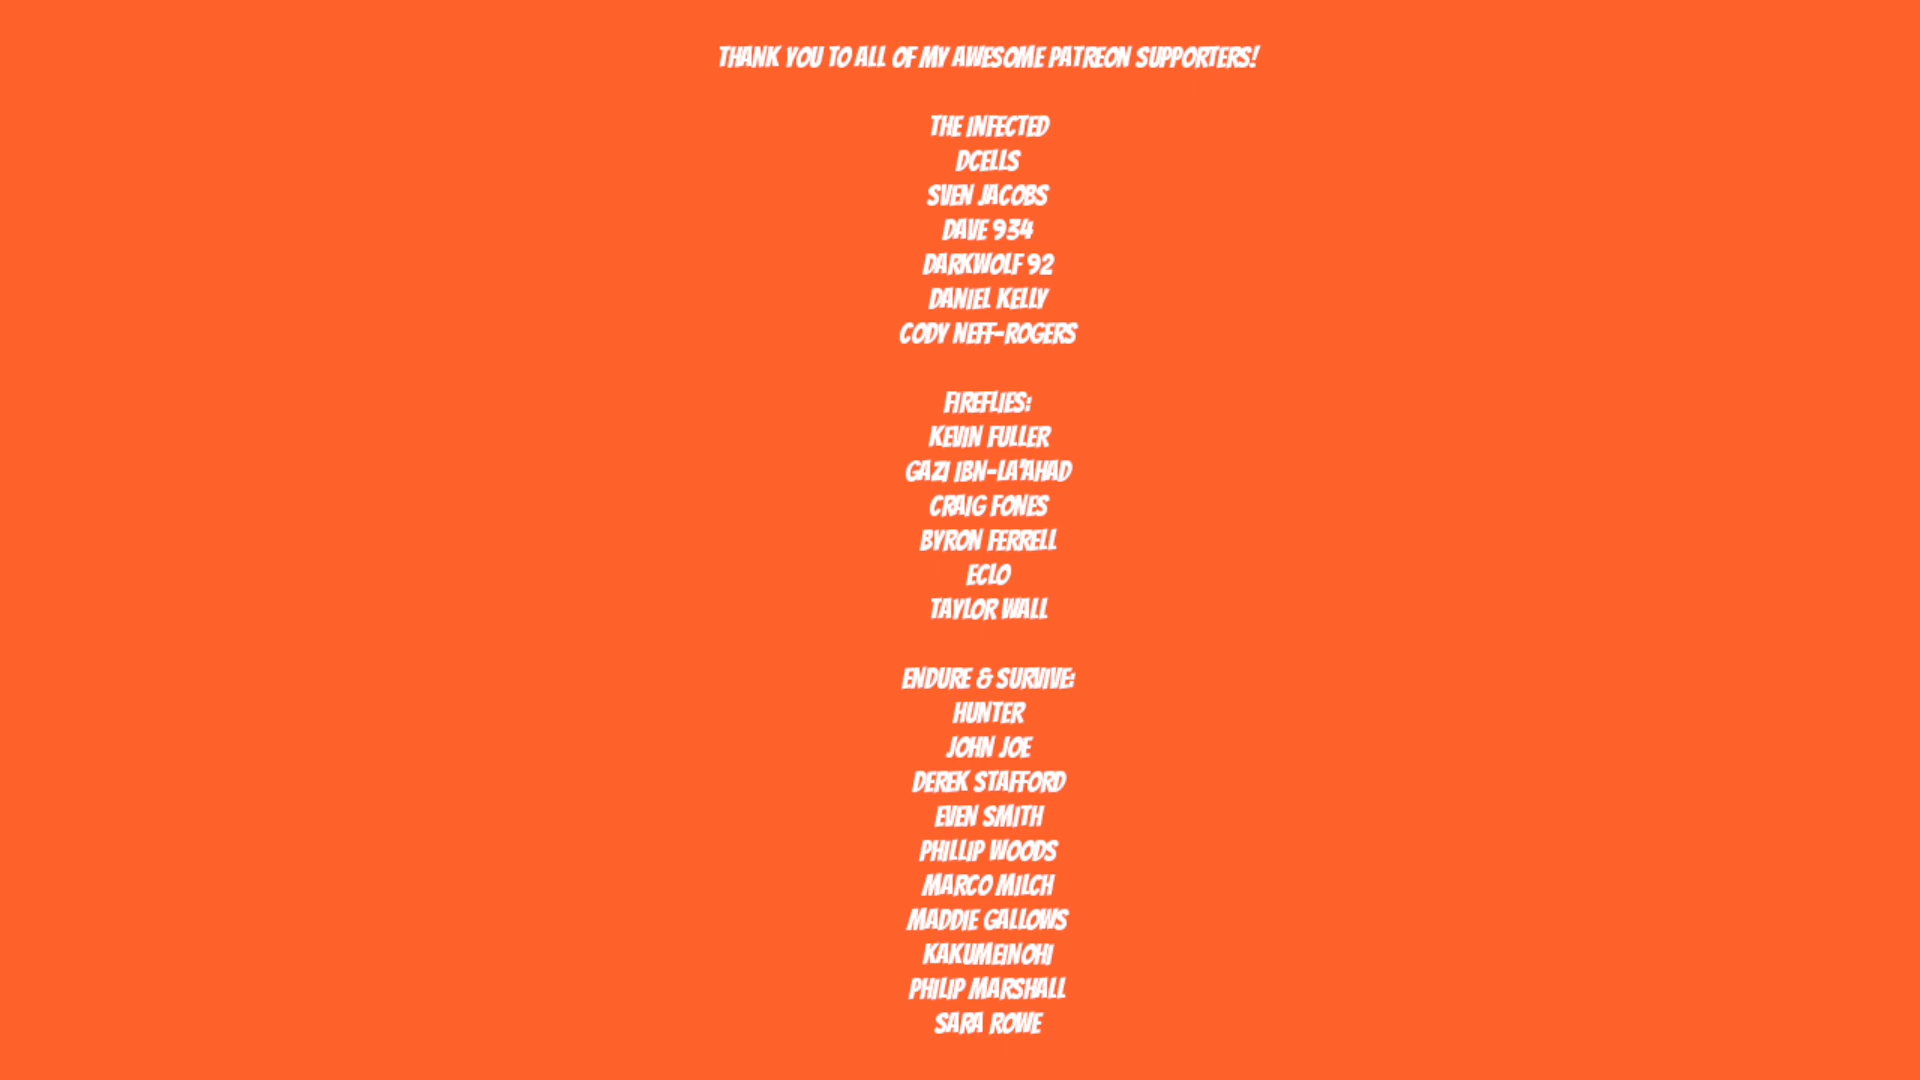 THANK YOU TO ALL OF MY AWESOME PATREON SUPPORTERS!
THE INFECTED
DCELLS
SVEN JACOBS
DAVE 934
DARKWOLF 92
DANIEL KELLY
CODY NEFF-ROGERS
FIREFLIES:
KEVIN FULLER
GAZI IBN-LA'AHAD
CRAIG FONES
BYRON FERRELL
ECLO
TAYLOR WALL
ENDURE & SURVIVE:
HUNTER
JOHN JOE
DEREK STAFFORD
EVEN SMITH
PHILLIP WOODS
MARCO MILCH
MADDIE GALLOWS
KAKUMEINOHI
PHILIP MARSHALL
SARA ROWE